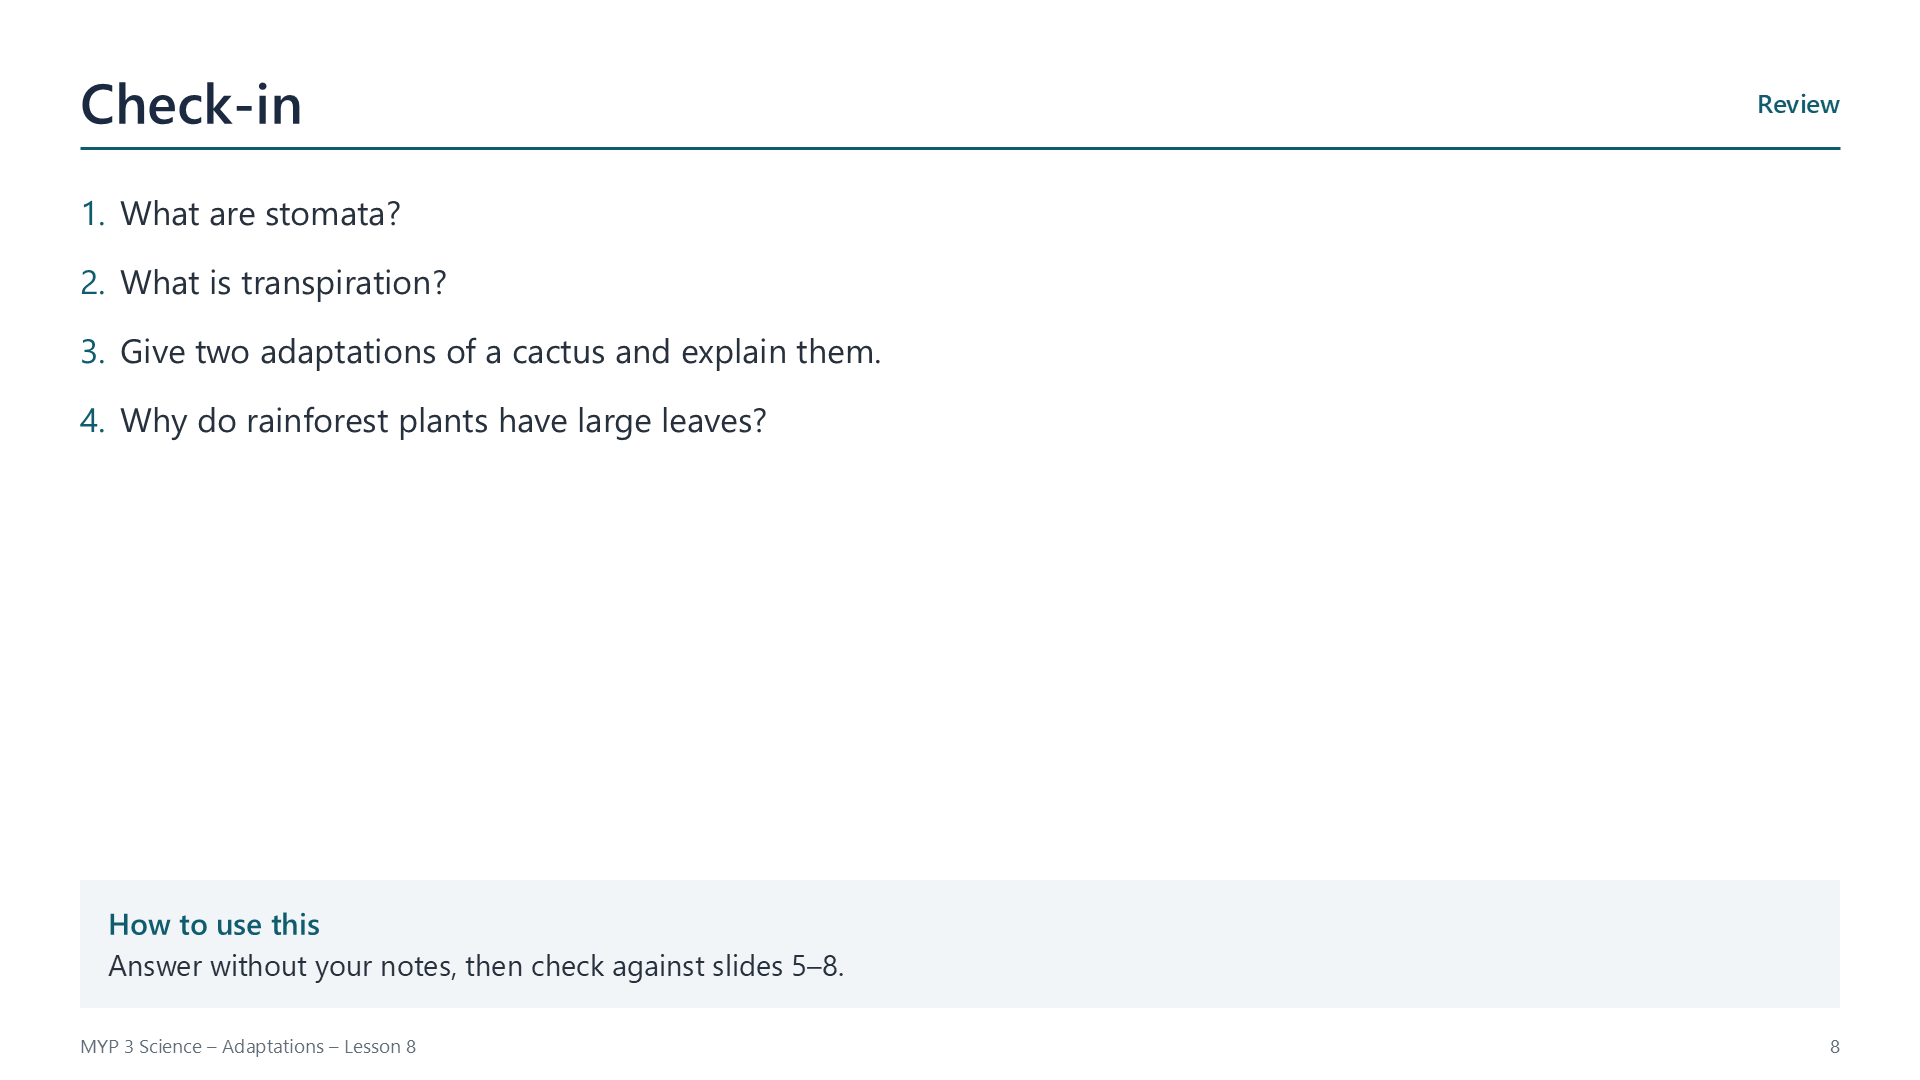 Check-in
Review
1. What are stomata?
2. What is transpiration?
3. Give two adaptations of a cactus and explain them.
4. Why do rainforest plants have large leaves?
How to use this
Answer without your notes, then check against slides 5–8.
MYP 3 Science – Adaptations – Lesson 8
8